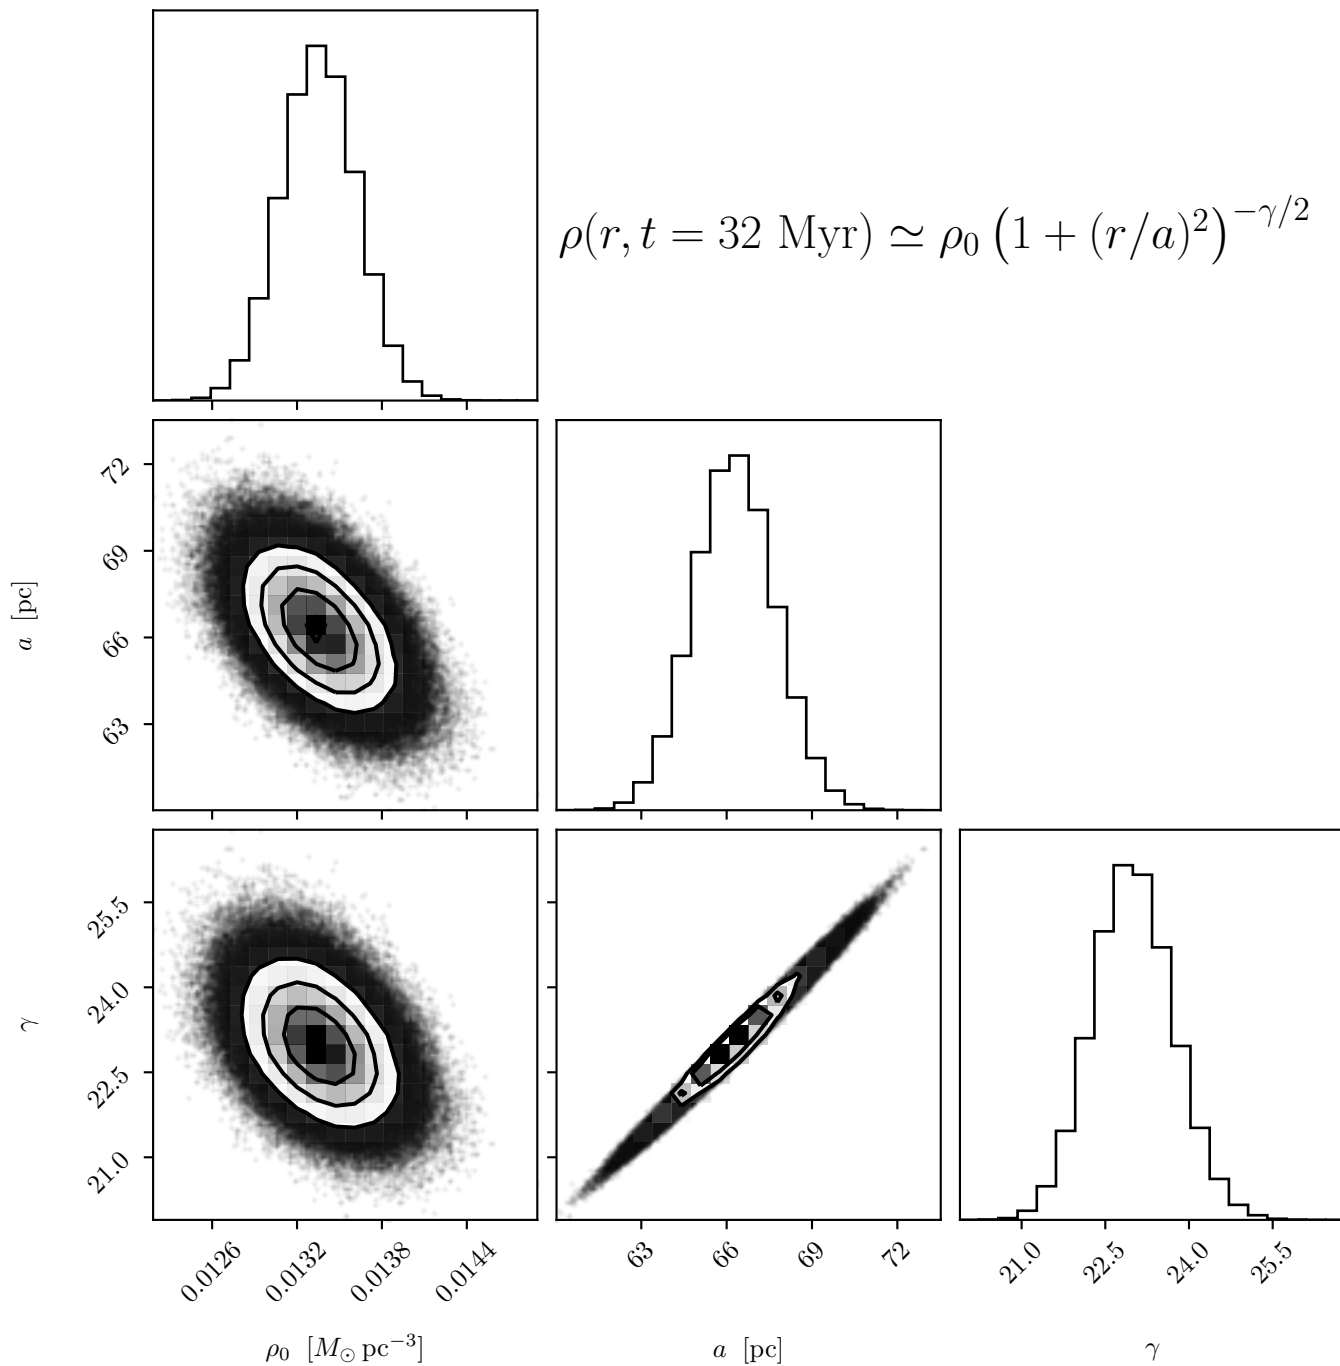 ρ(r, t = 32 Myr) ≃ ρ₀ (1 + (r/a)²)^{−γ/2}
72
69
66
63
a [pc]
25.5
24.0
22.5
21.0
γ
0.0126 0.0132 0.0138 0.0144
63 66 69 72
21.0 22.5 24.0 25.5
ρ₀ [M⊙ pc⁻³]
a [pc]
γ